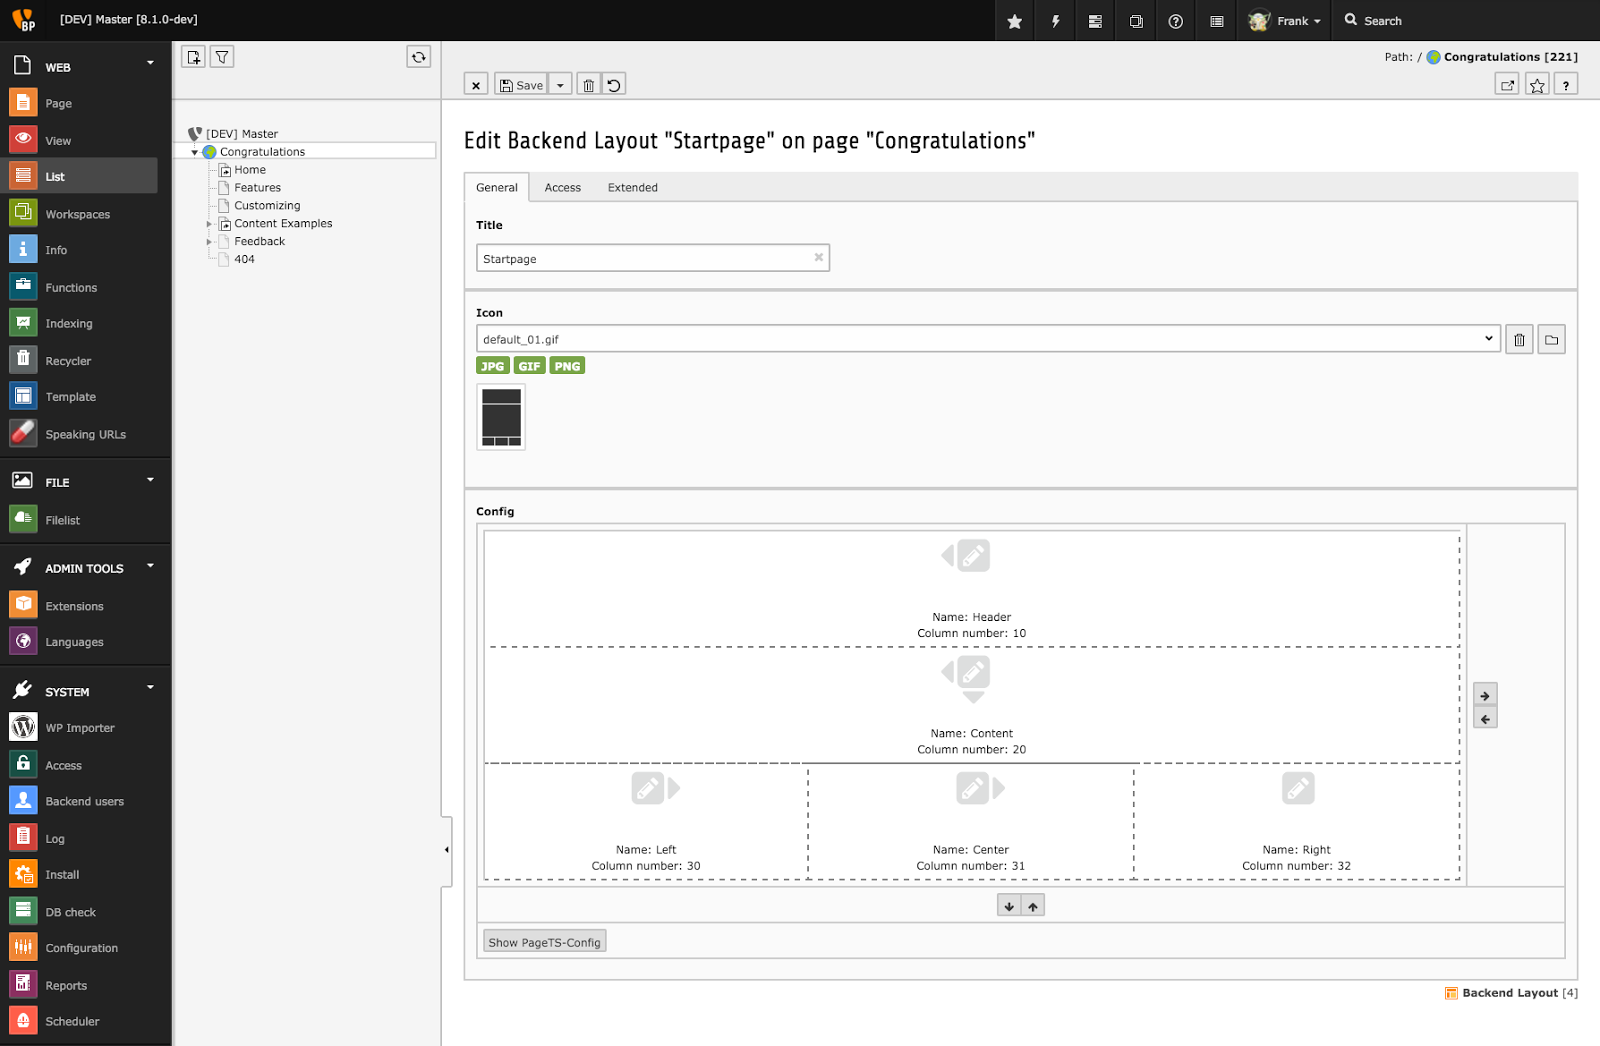 BP
[DEV] Master [8.1.0-dev]
Frank
Search
WEB
Page
View
List
Workspaces
Info
Functions
Indexing
Recycler
Template
Speaking URLs
FILE
Filelist
ADMIN TOOLS
Extensions
Languages
SYSTEM
WP Importer
Access
Backend users
Log
Install
DB check
Configuration
Reports
Scheduler
[DEV] Master
Congratulations
Home
Features
Customizing
Content Examples
Feedback
404
Path: / Congratulations [221]
Save
Edit Backend Layout "Startpage" on page "Congratulations"
General Access Extended
Title
Startpage
Icon
default_01.gif
JPG GIF PNG
Config
Name: Header
Column number: 10
Name: Content
Column number: 20
Name: Left
Column number: 30
Name: Center
Column number: 31
Name: Right
Column number: 32
Show PageTS-Config
Backend Layout [4]